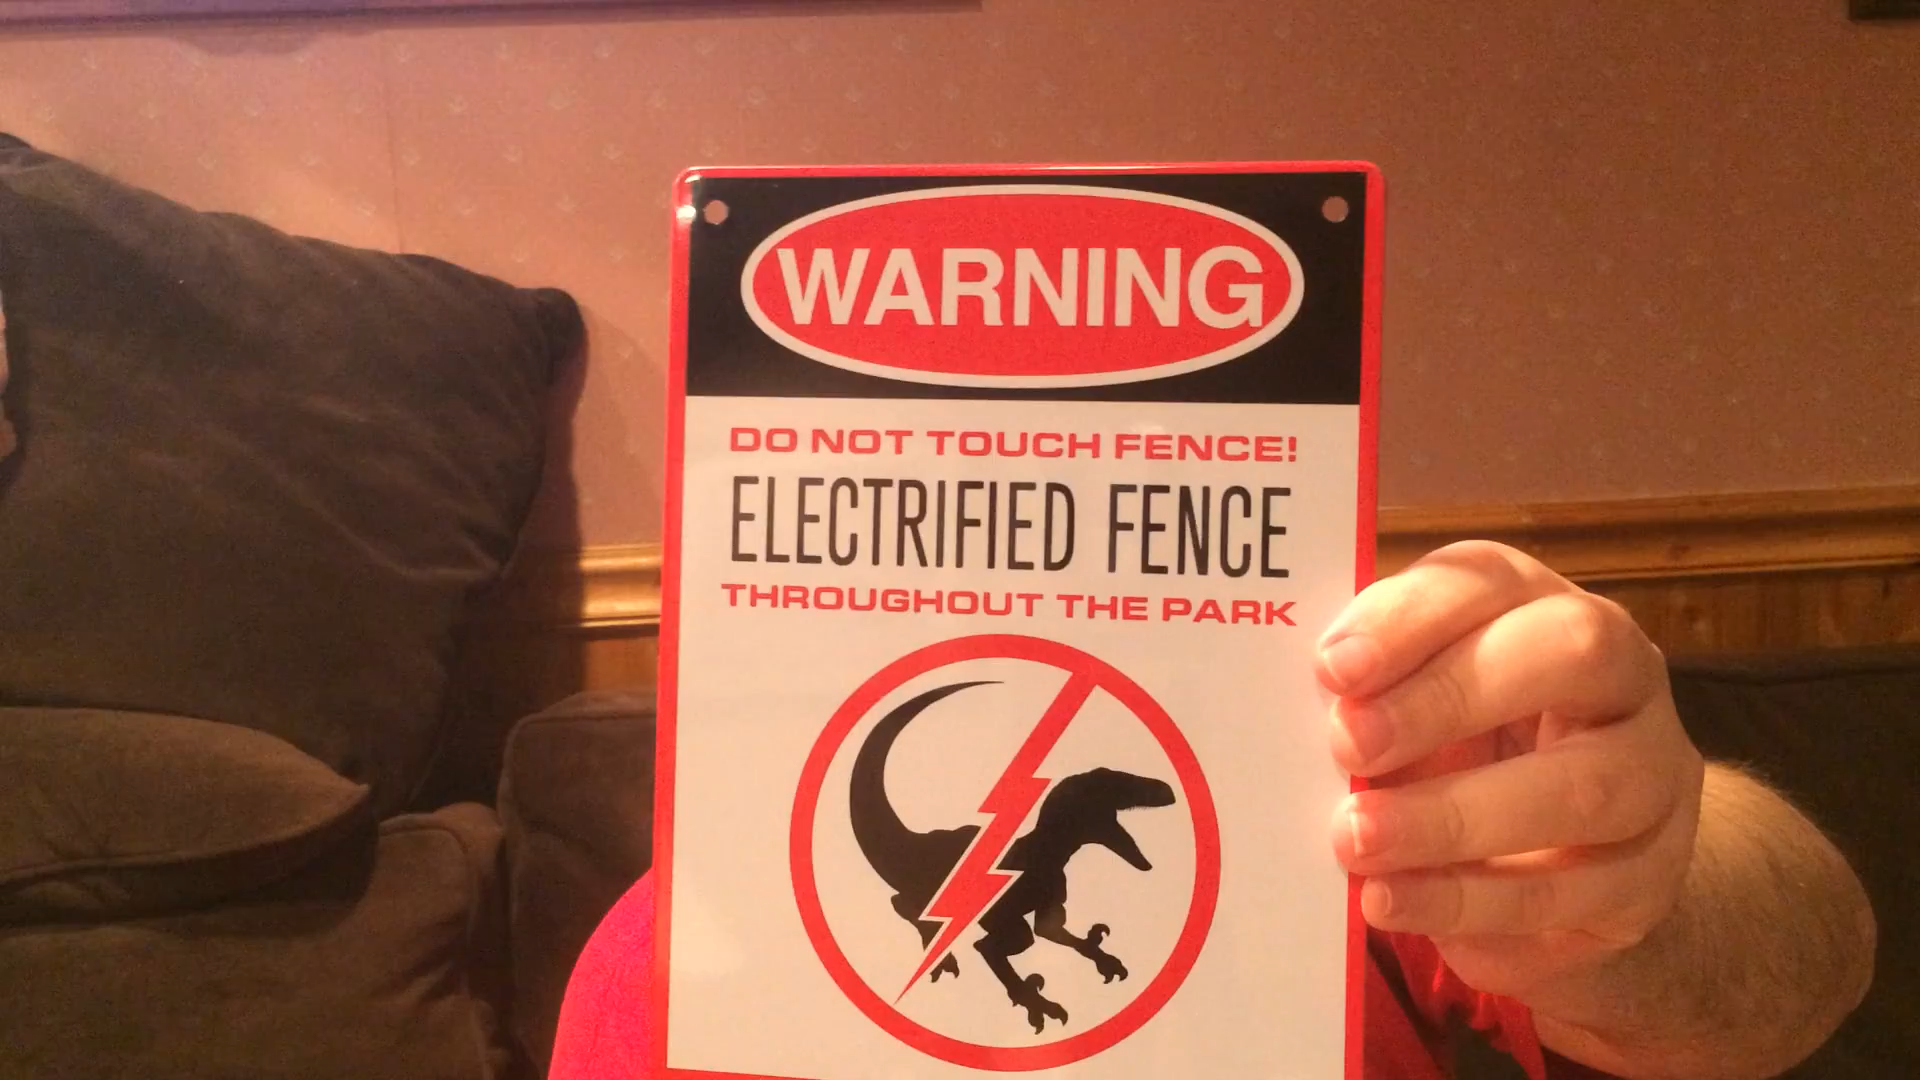 WARNING
DO NOT TOUCH FENCE!
ELECTRIFIED FENCE
THROUGHOUT THE PARK